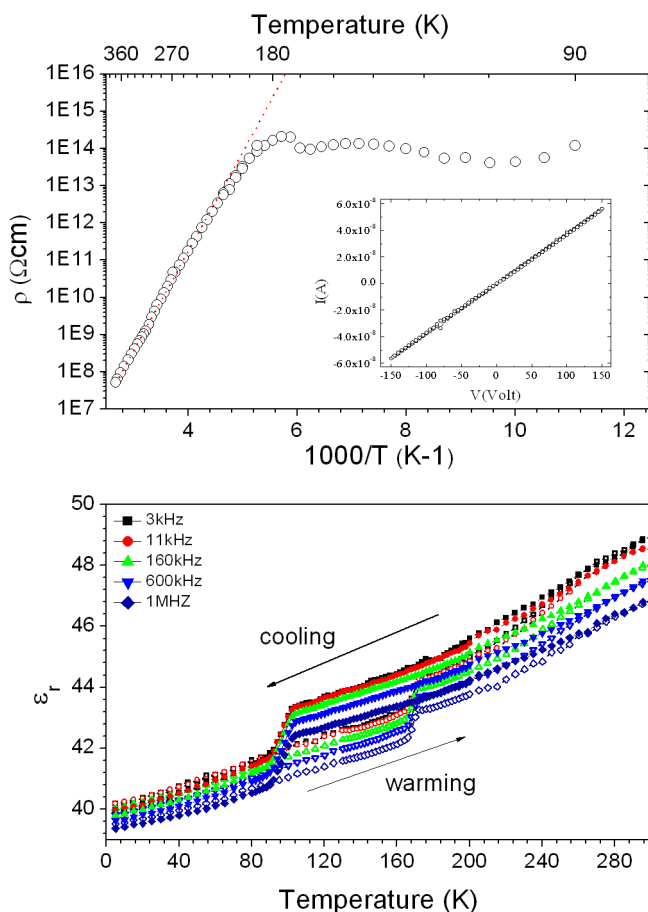 Temperature (K)
360 270 180 90
1E16
1E15
1E14
1E13
1E12
1E11
1E10
1E9
1E8
1E7
ρ (Ωcm)
6.0x10⁻⁸
4.0x10⁻⁸
2.0x10⁻⁸
0.0
-2.0x10⁻⁸
-4.0x10⁻⁸
-6.0x10⁻⁸
I(A)
-150 -100 -50 0 50 100 150
V(Volt)
4 6 8 10 12
1000/T (K-1)
50
48
46
44
42
40
εr
3kHz
11kHz
160kHz
600kHz
1MHZ
cooling
warming
0 40 80 120 160 200 240 280
Temperature (K)